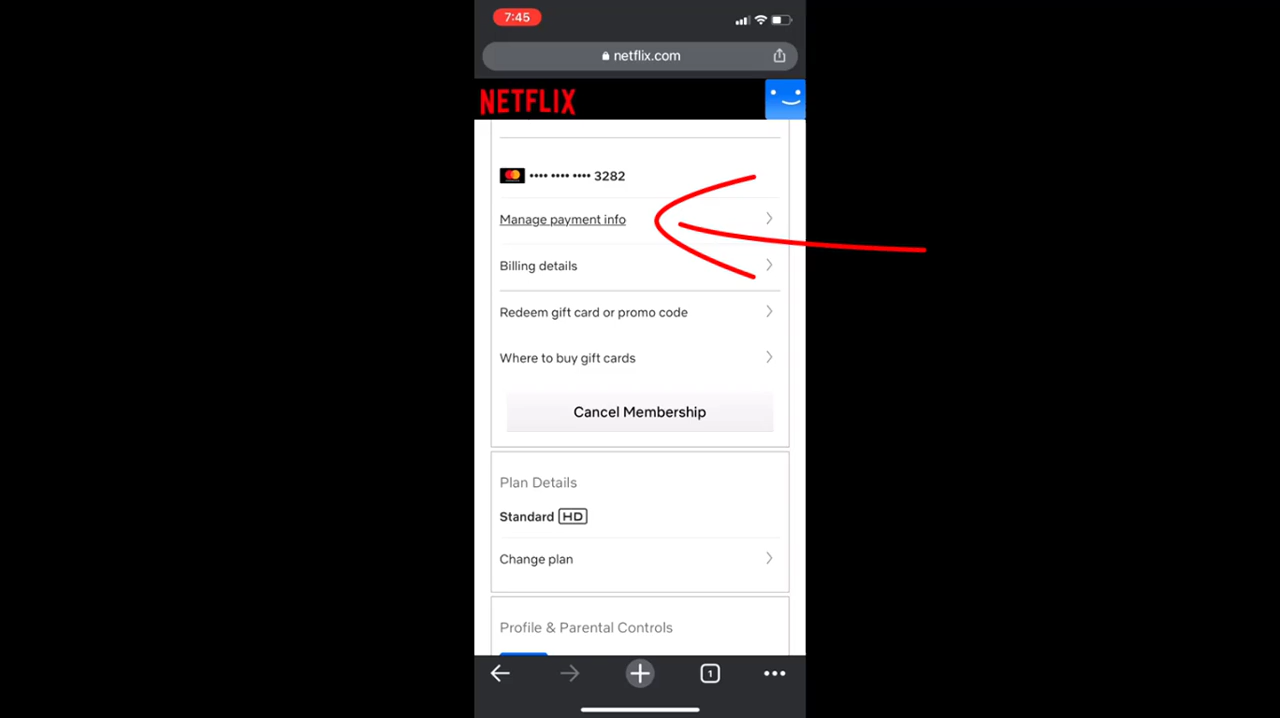 7:45
netflix.com
NETFLIX
•••• •••• •••• 3282
Manage payment info
Billing details
Redeem gift card or promo code
Where to buy gift cards
Cancel Membership
Plan Details
Standard HD
Change plan
Profile & Parental Controls
1